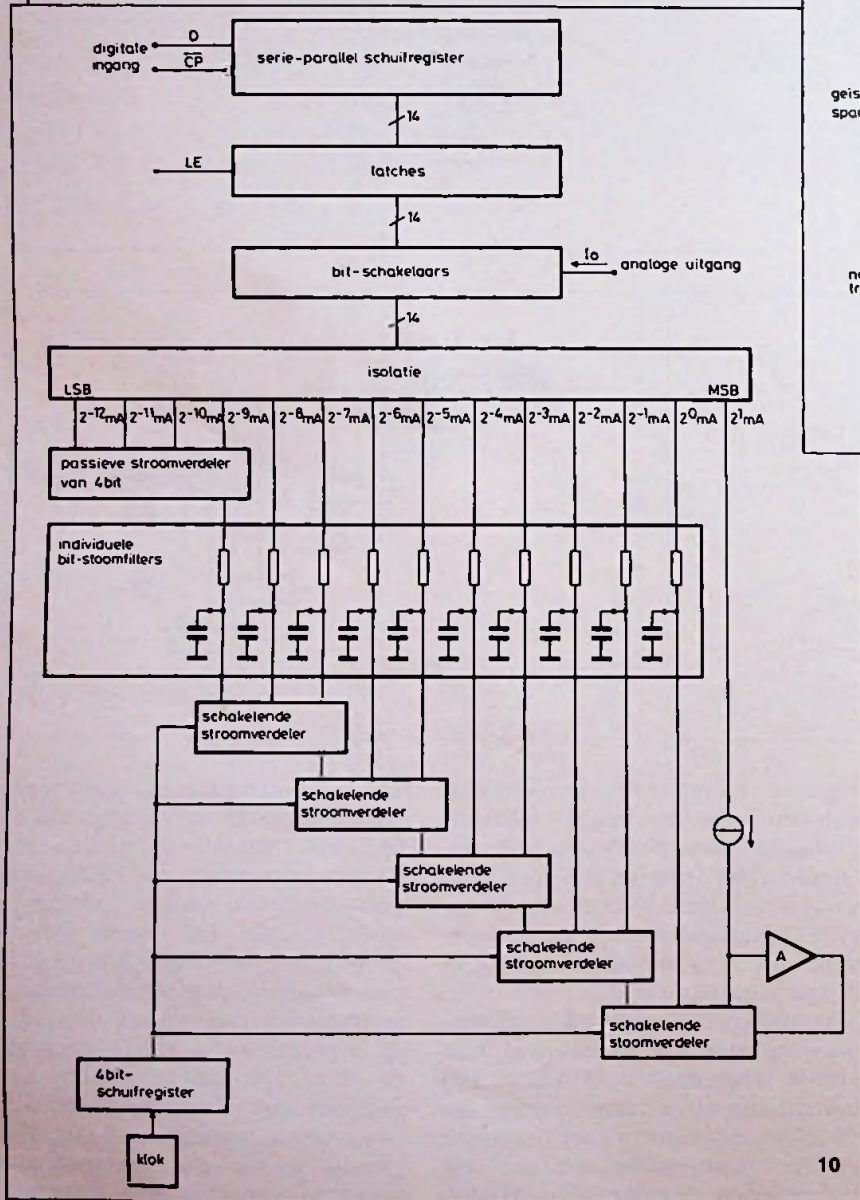 D
digitale
ingang
CP
serie-parallel schuifregister
14
LE
latches
14
bit-schakelaars
Io
analoge uitgang
14
isolatie
LSB
MSB
2-12mA 2-11mA 2-10mA 2-9mA 2-8mA 2-7mA 2-6mA 2-5mA 2-4mA 2-3mA 2-2mA 2-1mA 20mA 21mA
passieve stroomverdeler
van 4bit
individuele
bit-stoomfilters
schakelende
stroomverdeler
schakelende
stroomverdeler
schakelende
stroomverdeler
schakelende
stroomverdeler
A
schakelende
stoomverdeler
4bit-
schuifregister
klok
10
geis
spa